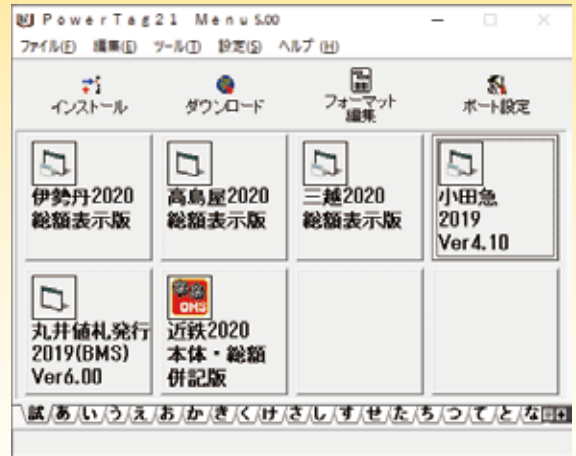 PowerTag21 Menu 5.00
ファイル(F) 編集(E) ツール(T) 設定(S) ヘルプ(H)
インストール
ダウンロード
フォーマット
編集
ポート設定
伊勢丹2020
総額表示版
高島屋2020
総額表示版
三越2020
総額表示版
小田急
2019
Ver4.10
丸井値札発行
2019(BMS)
Ver6.00
OMS
近鉄2020
本体・総額
併記版
試 あ い う え お か き く け さ し す せ た ち つ て と な